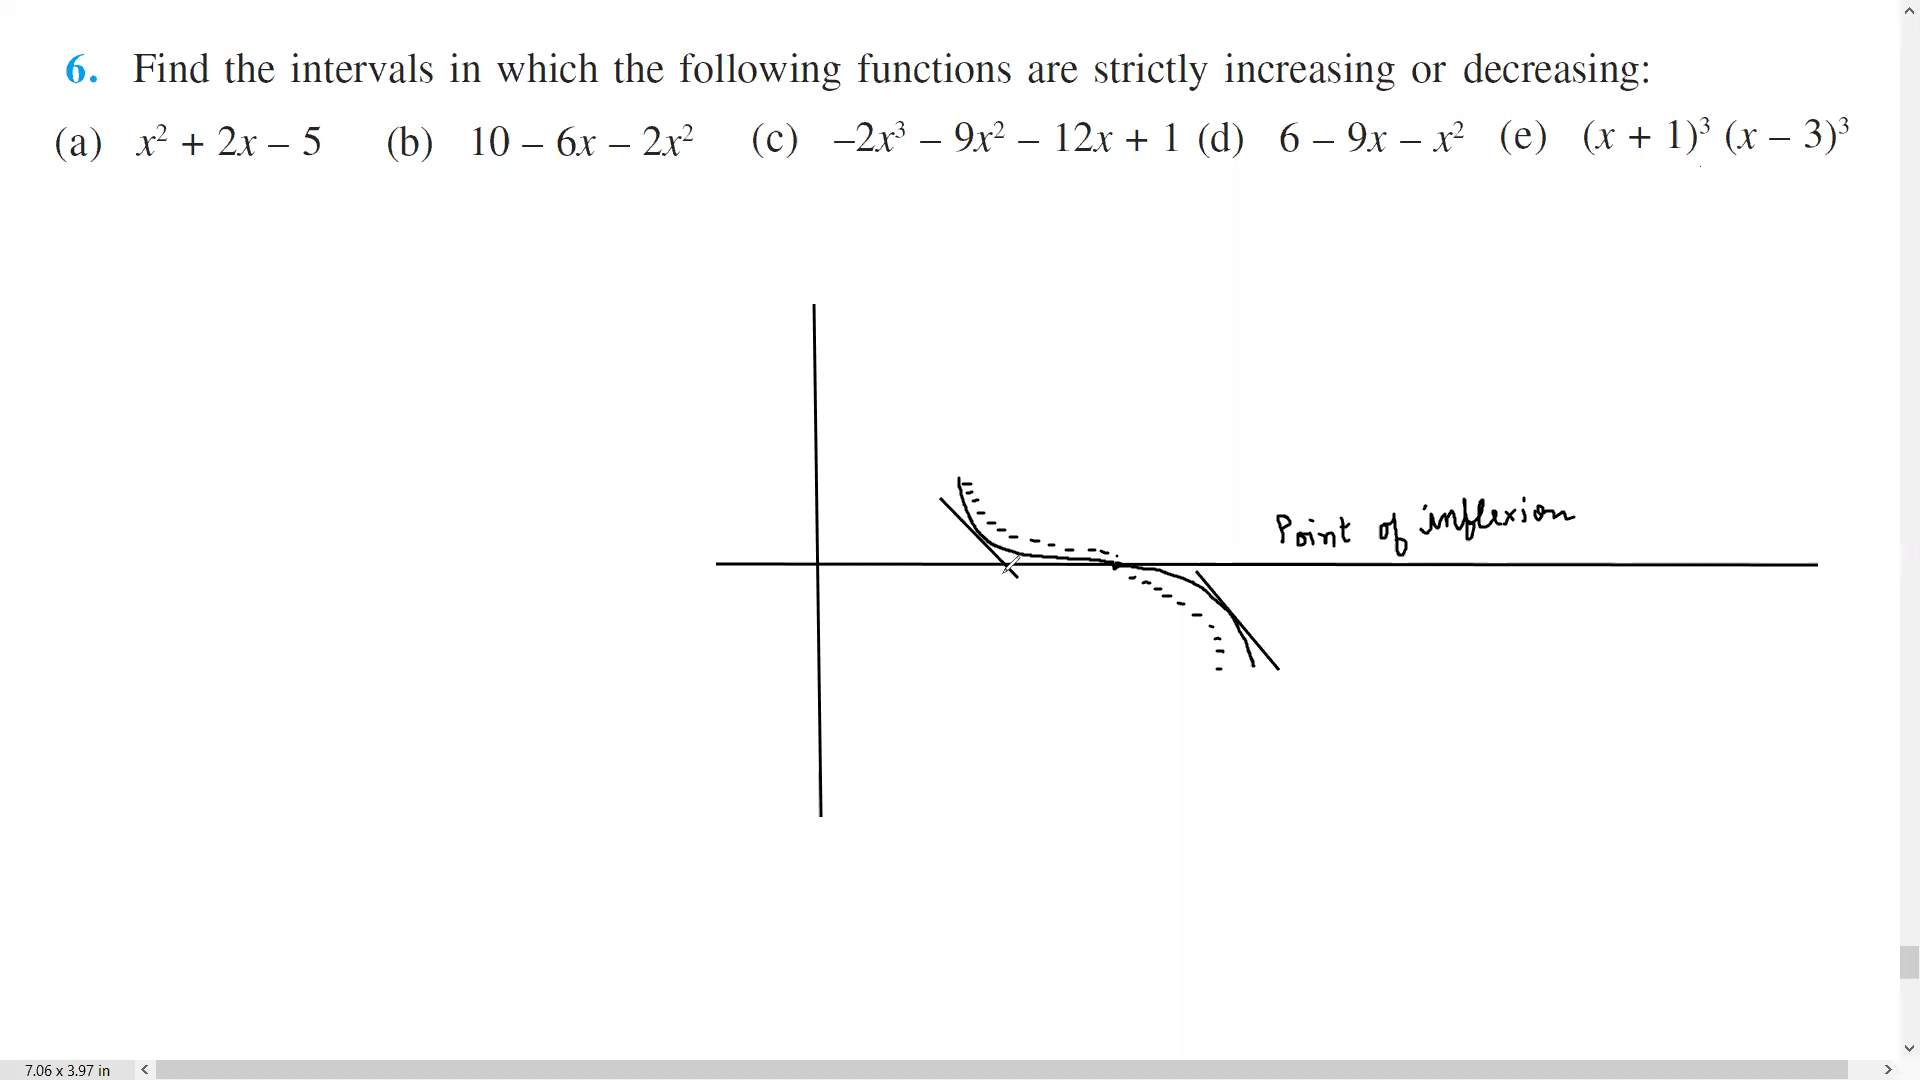 6. Find the intervals in which the following functions are strictly increasing or decreasing:
(a) x² + 2x – 5 (b) 10 – 6x – 2x² (c) –2x³ – 9x² – 12x + 1 (d) 6 – 9x – x² (e) (x + 1)³ (x – 3)³
Point of inflexion
7.06 x 3.97 in